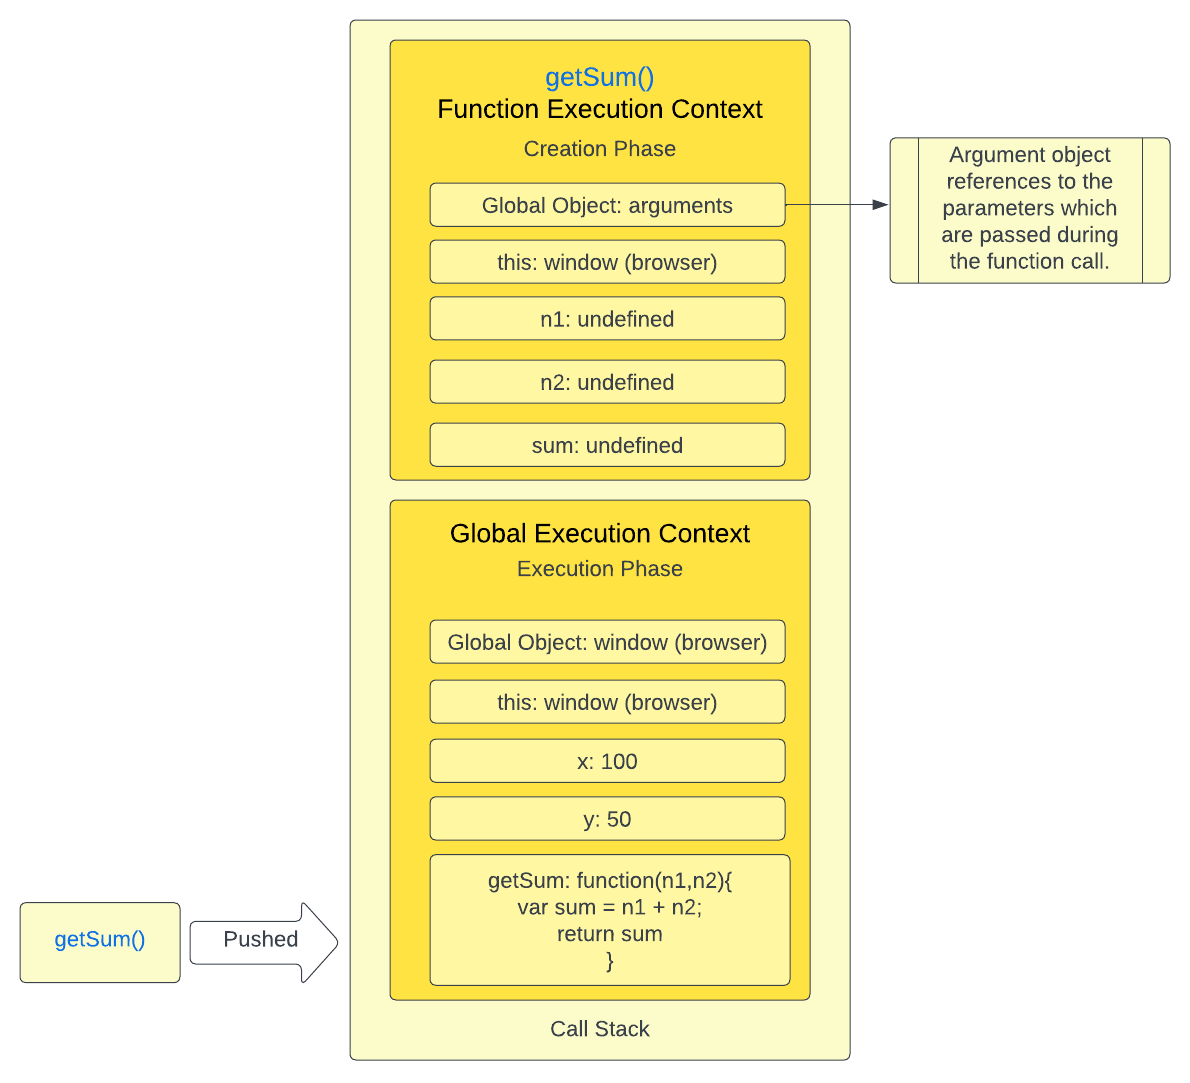 getSum()
Function Execution Context
Creation Phase
Global Object: arguments
this: window (browser)
n1: undefined
n2: undefined
sum: undefined
Argument object
references to the
parameters which
are passed during
the function call.
Global Execution Context
Execution Phase
Global Object: window (browser)
this: window (browser)
x: 100
y: 50
getSum: function(n1,n2){
var sum = n1 + n2;
return sum
}
getSum()
Pushed
Call Stack